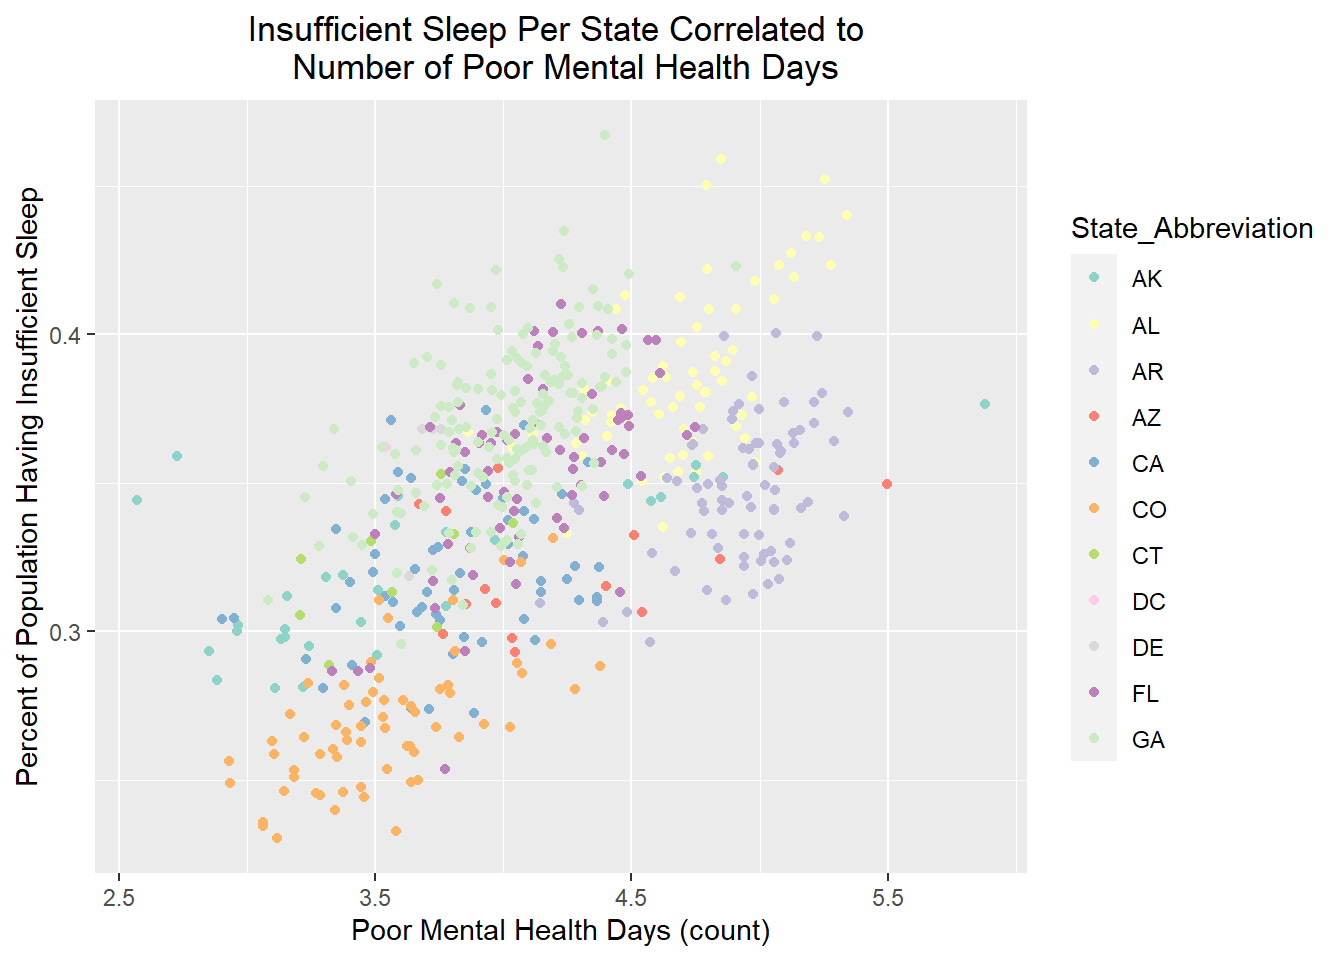 Insufficient Sleep Per State Correlated to
Number of Poor Mental Health Days
Percent of Population Having Insufficient Sleep
0.4
0.3
2.5
3.5
4.5
5.5
Poor Mental Health Days (count)
State_Abbreviation
AK
AL
AR
AZ
CA
CO
CT
DC
DE
FL
GA